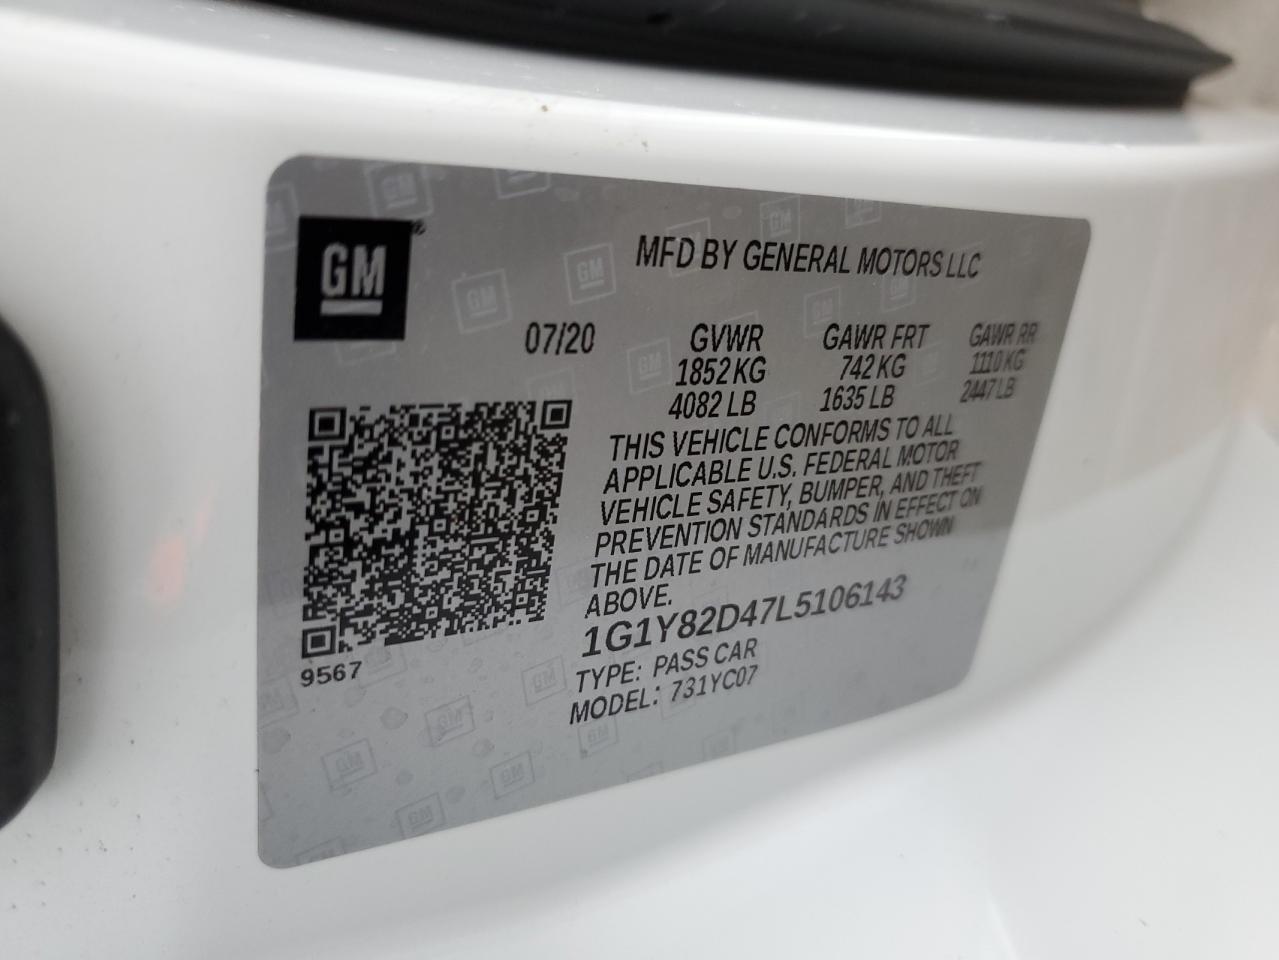 GM
MFD BY GENERAL MOTORS LLC
07/20 GVWR GAWR FRT GAWR RR
1852 KG 742 KG 1110 KG
4082 LB 1635 LB 2447 LB
THIS VEHICLE CONFORMS TO ALL
APPLICABLE U.S. FEDERAL MOTOR
VEHICLE SAFETY, BUMPER, AND THEFT
PREVENTION STANDARDS IN EFFECT ON
THE DATE OF MANUFACTURE SHOWN
ABOVE.
1G1Y82D47L5106143
TYPE: PASS CAR
MODEL: 731YC07
9567